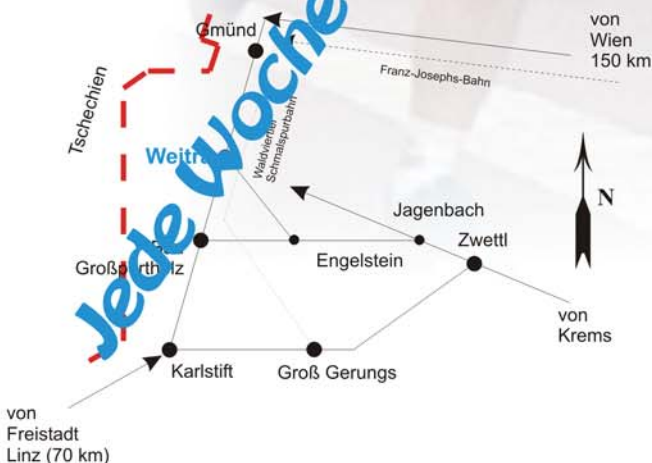 Gmünd
von
Wien
150 km
Franz-Josephs-Bahn
Tschechien
Jede Woche
Waldviertler
Schmalspurbahn
N
Jagenbach
Zwettl
Engelstein
von
Krems
Karlstift
Groß Gerungs
von
Freistadt
Linz (70 km)